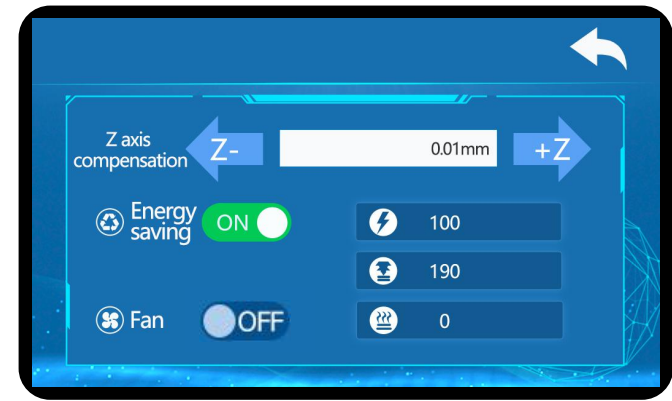 Z axis
compensation
Z-
0.01mm
+Z
Energy
saving
ON
100
190
Fan
OFF
0